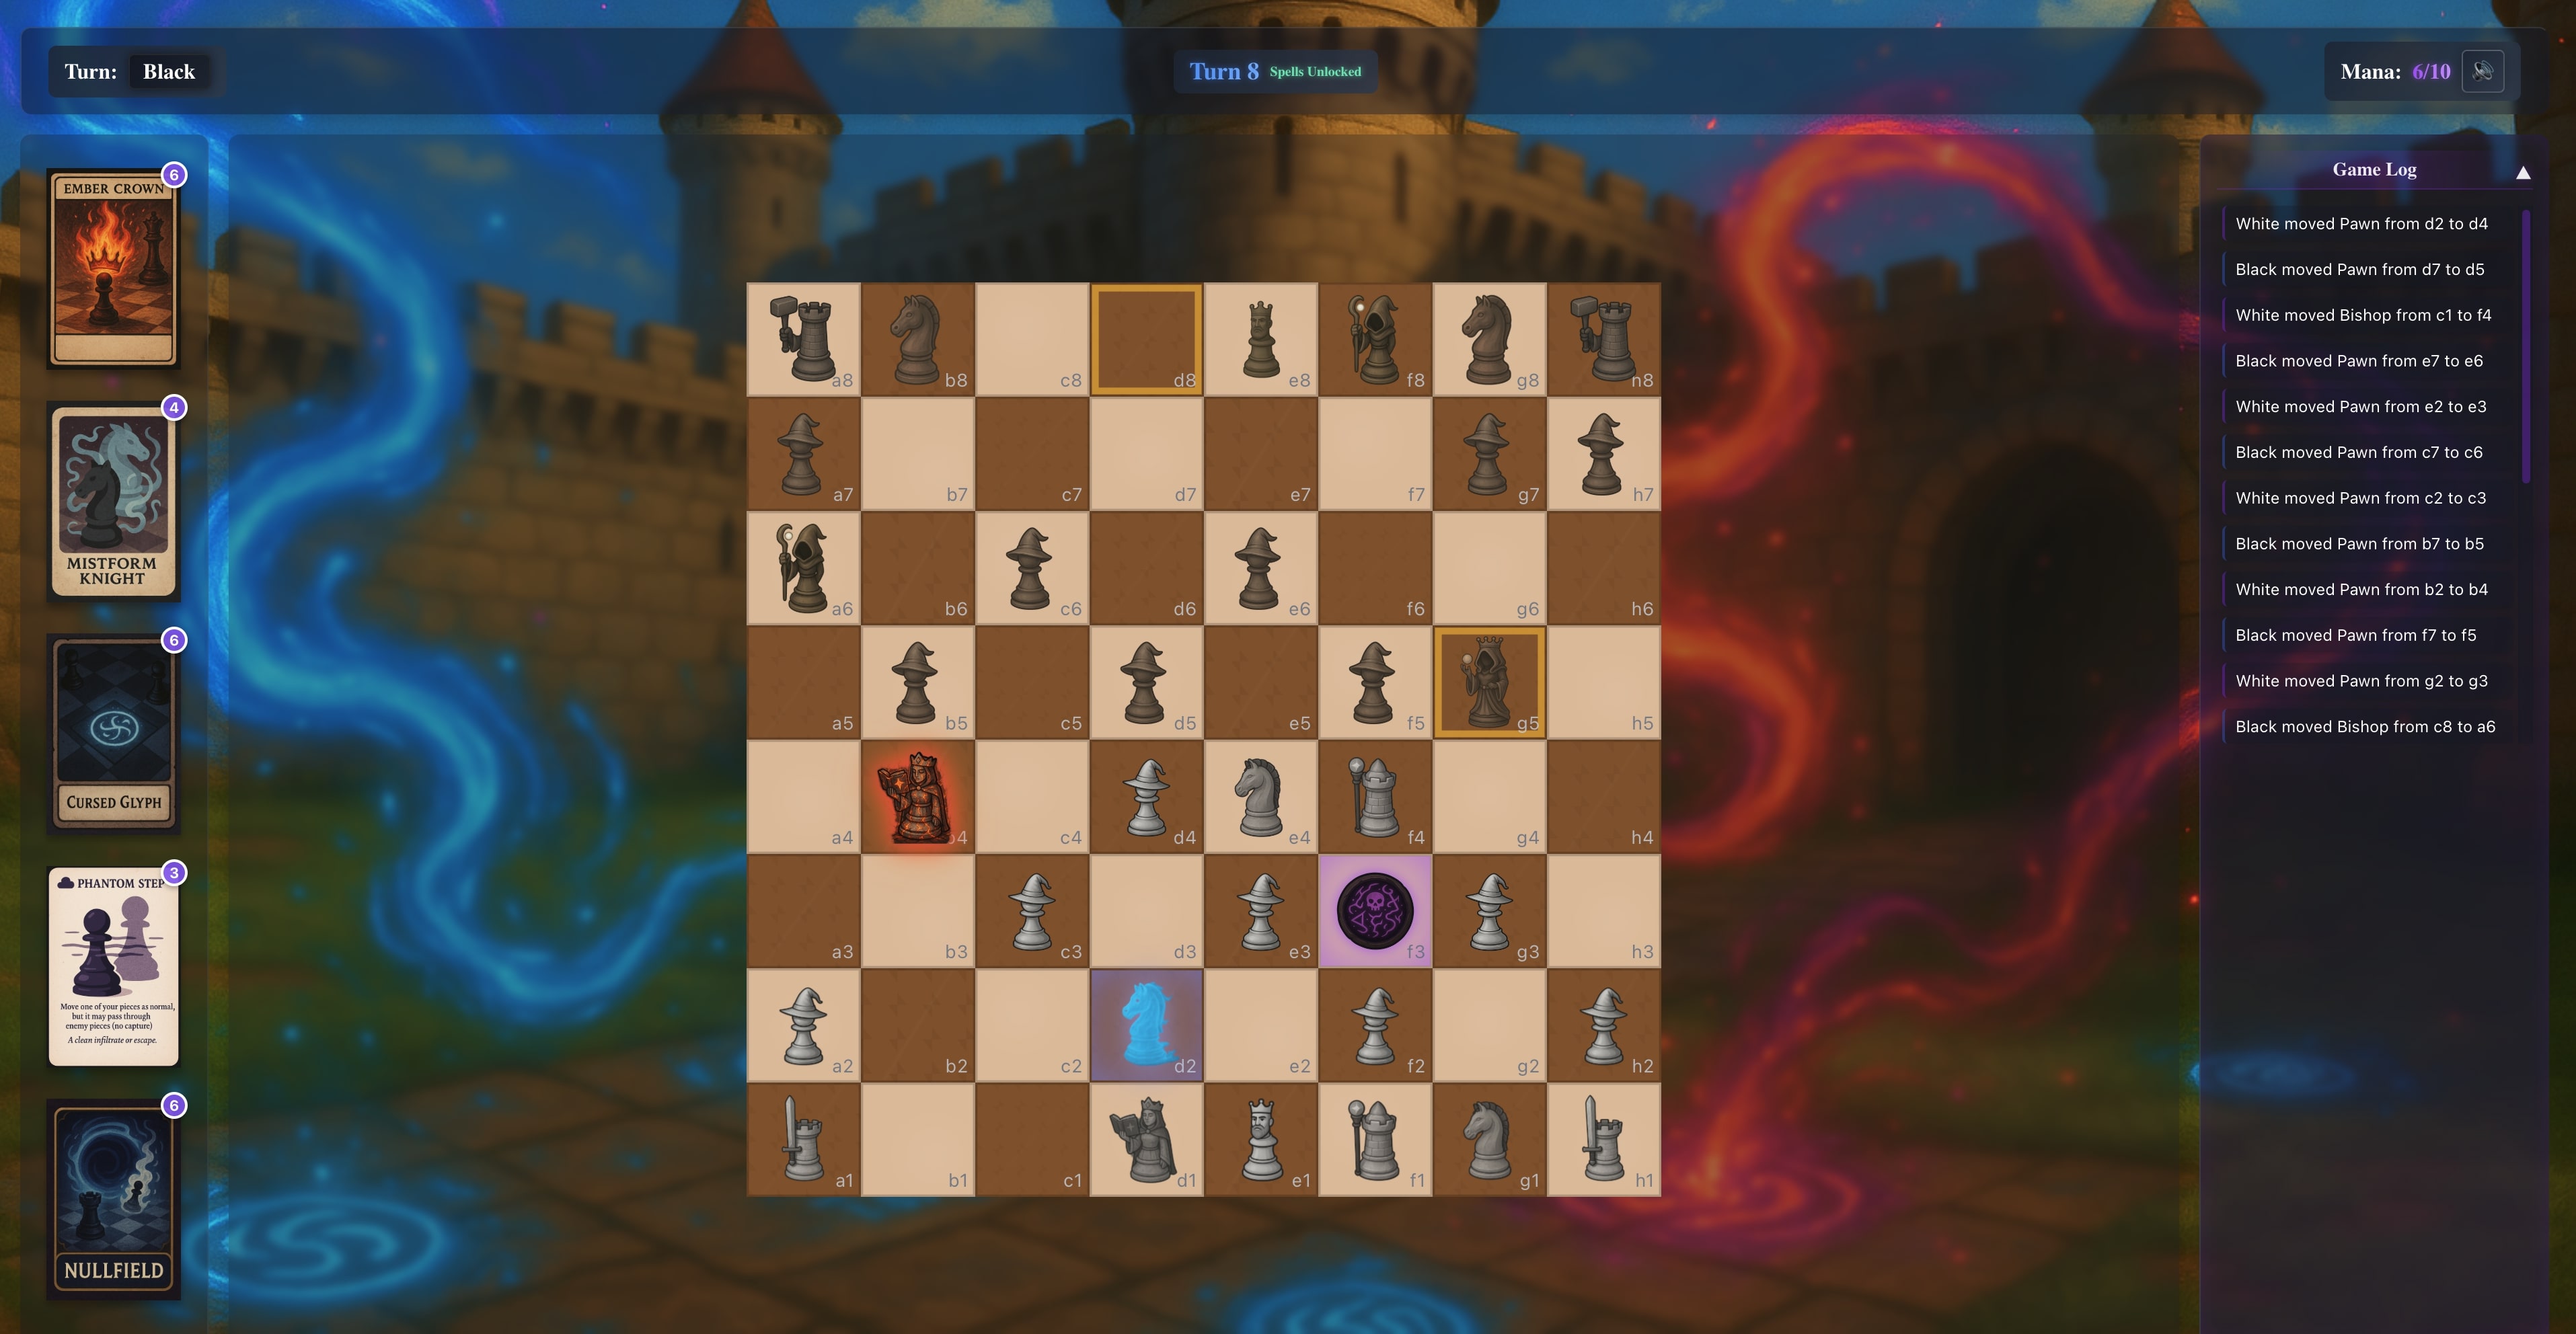 Turn: Black
Turn 8 Spells Unlocked
Mana: 6/10
6
EMBER CROWN
4
MISTFORM
KNIGHT
6
CURSED GLYPH
3
PHANTOM STEP
Move one of your pieces as normal,
but it may pass through
enemy pieces (no capture)
A clean infiltrate or escape.
6
NULLFIELD
a8 b8 c8 d8 e8 f8 g8 h8
a7 b7 c7 d7 e7 f7 g7 h7
a6 b6 c6 d6 e6 f6 g6 h6
a5 b5 c5 d5 e5 f5 g5 h5
a4 b4 c4 d4 e4 f4 g4 h4
a3 b3 c3 d3 e3 f3 g3 h3
a2 b2 c2 d2 e2 f2 g2 h2
a1 b1 c1 d1 e1 f1 g1 h1
Game Log
White moved Pawn from d2 to d4
Black moved Pawn from d7 to d5
White moved Bishop from c1 to f4
Black moved Pawn from e7 to e6
White moved Pawn from e2 to e3
Black moved Pawn from c7 to c6
White moved Pawn from c2 to c3
Black moved Pawn from b7 to b5
White moved Pawn from b2 to b4
Black moved Pawn from f7 to f5
White moved Pawn from g2 to g3
Black moved Bishop from c8 to a6